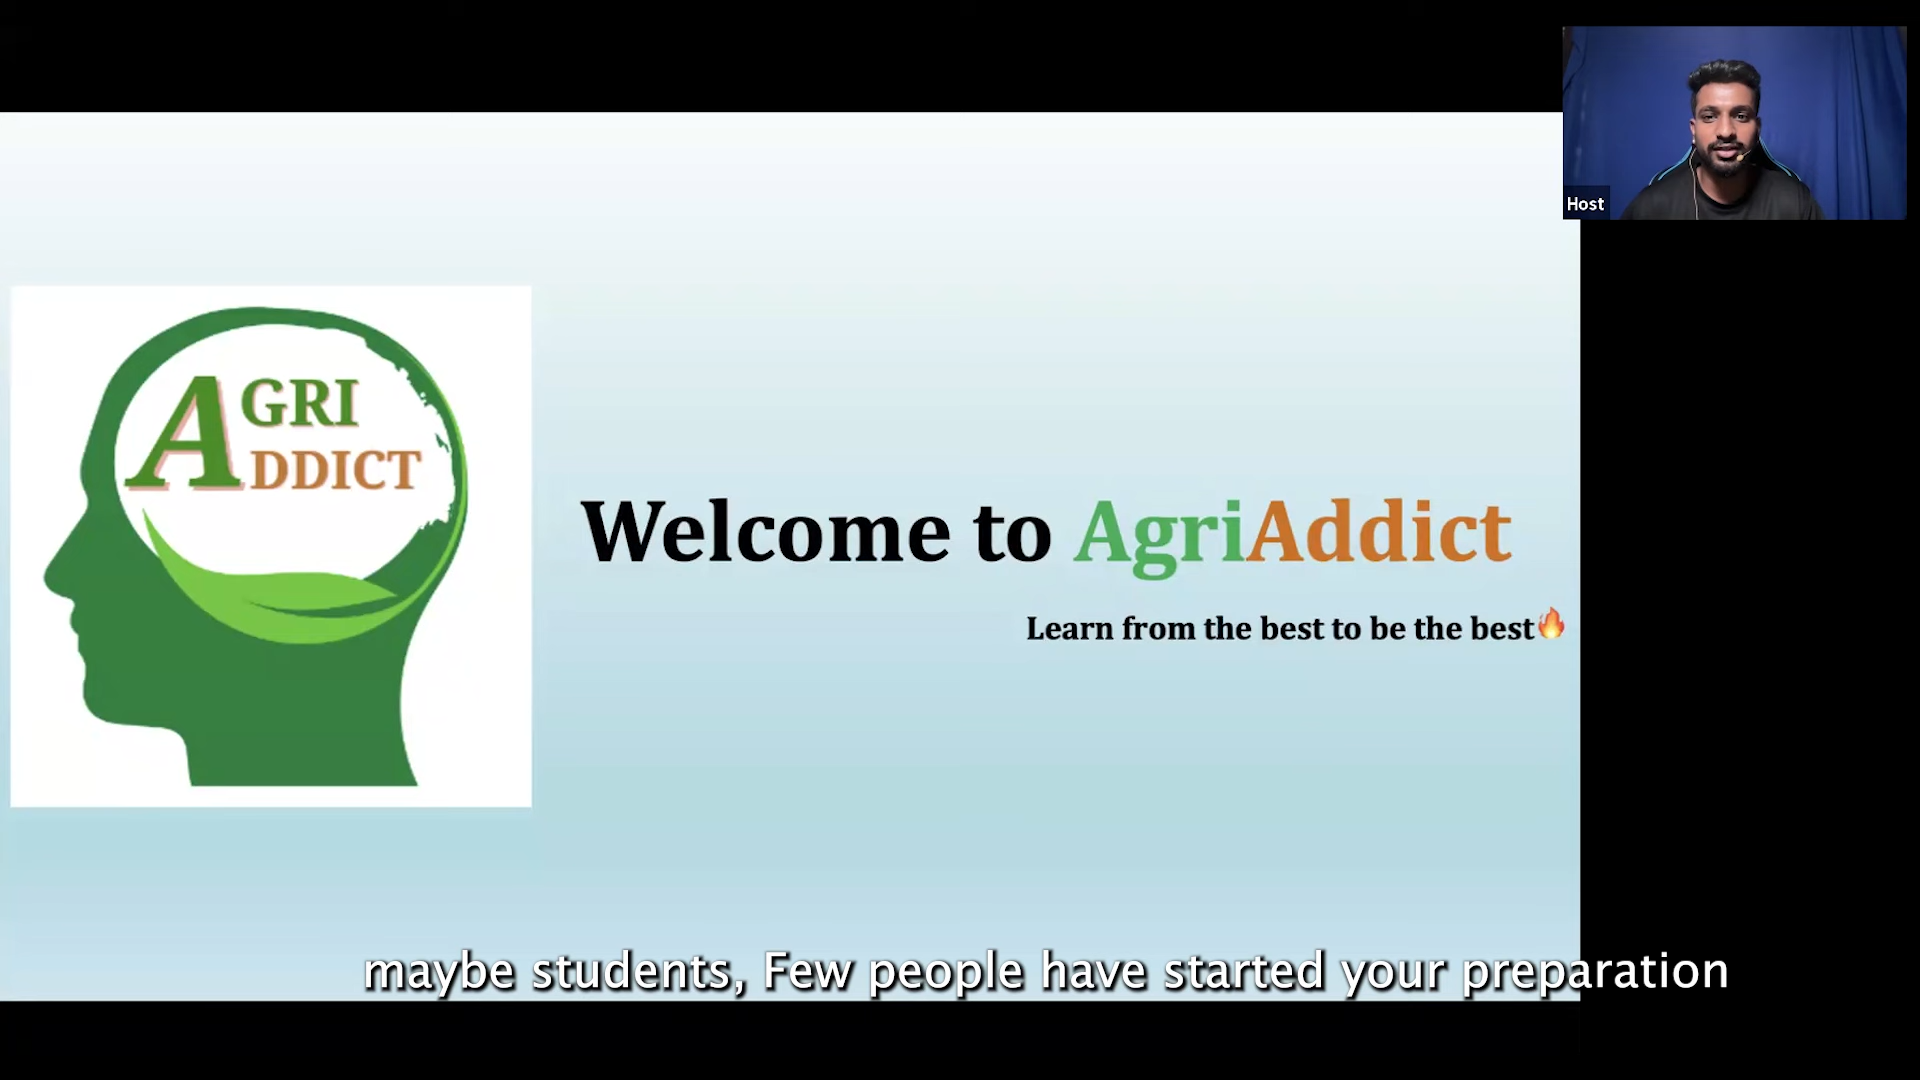 Host
AGRI
ADDICT
Welcome to AgriAddict
Learn from the best to be the best🔥
maybe students, Few people have started your preparation